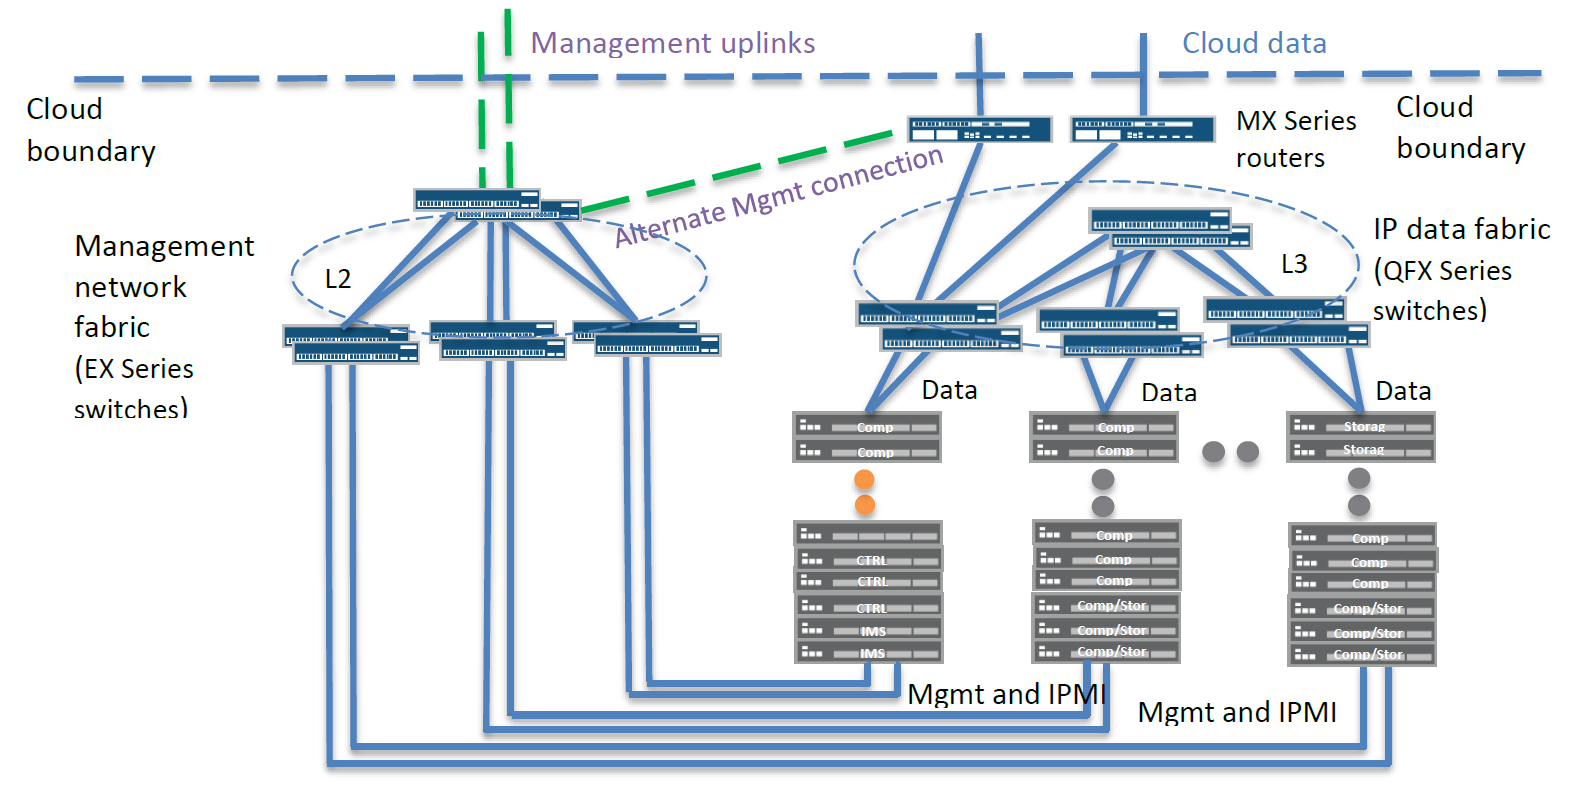 Management uplinks
Cloud data
Cloud
boundary
MX Series
routers
Cloud
boundary
Alternate Mgmt connection
Management
network
fabric
(EX Series
switches)
L2
L3
IP data fabric
(QFX Series
switches)
Data
Data
Data
Comp
Comp
CTRL
CTRL
CTRL
IMS
IMS
Comp
Comp
Comp
Comp
Comp
Comp/Stor
Comp/Stor
Comp/Stor
Storag
Storag
Comp
Comp
Comp
Comp/Stor
Comp/Stor
Comp/Stor
Mgmt and IPMI
Mgmt and IPMI